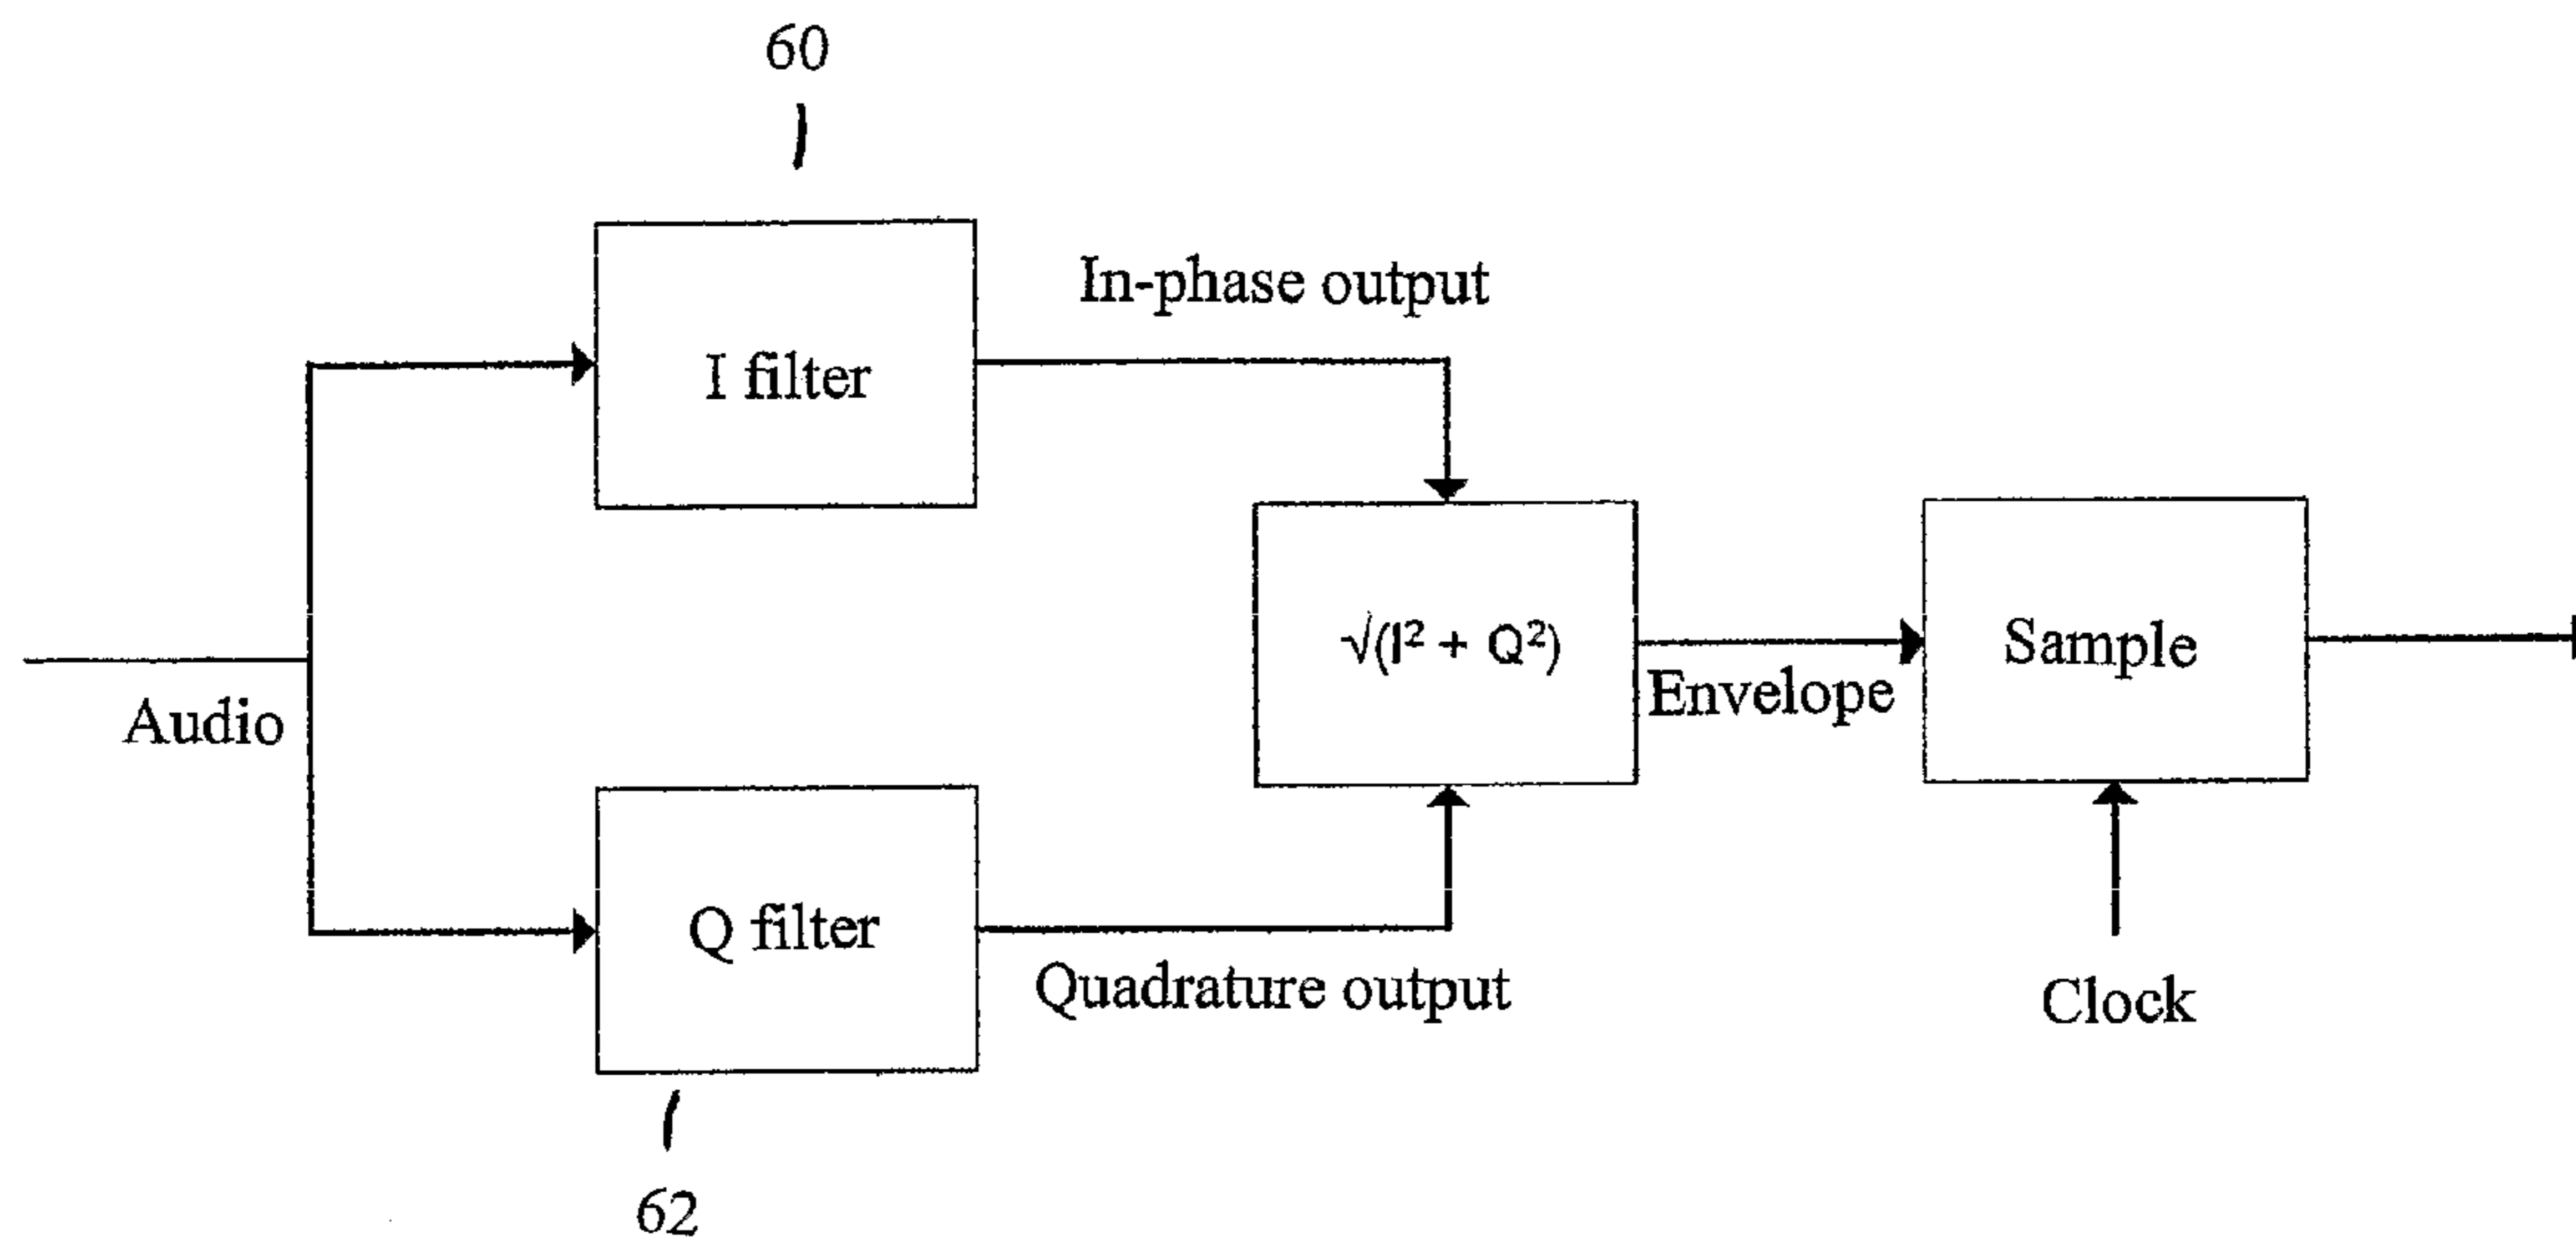 60
In-phase output
I filter
√(I² + Q²)
Sample
Envelope
Audio
Q filter
Quadrature output
Clock
62